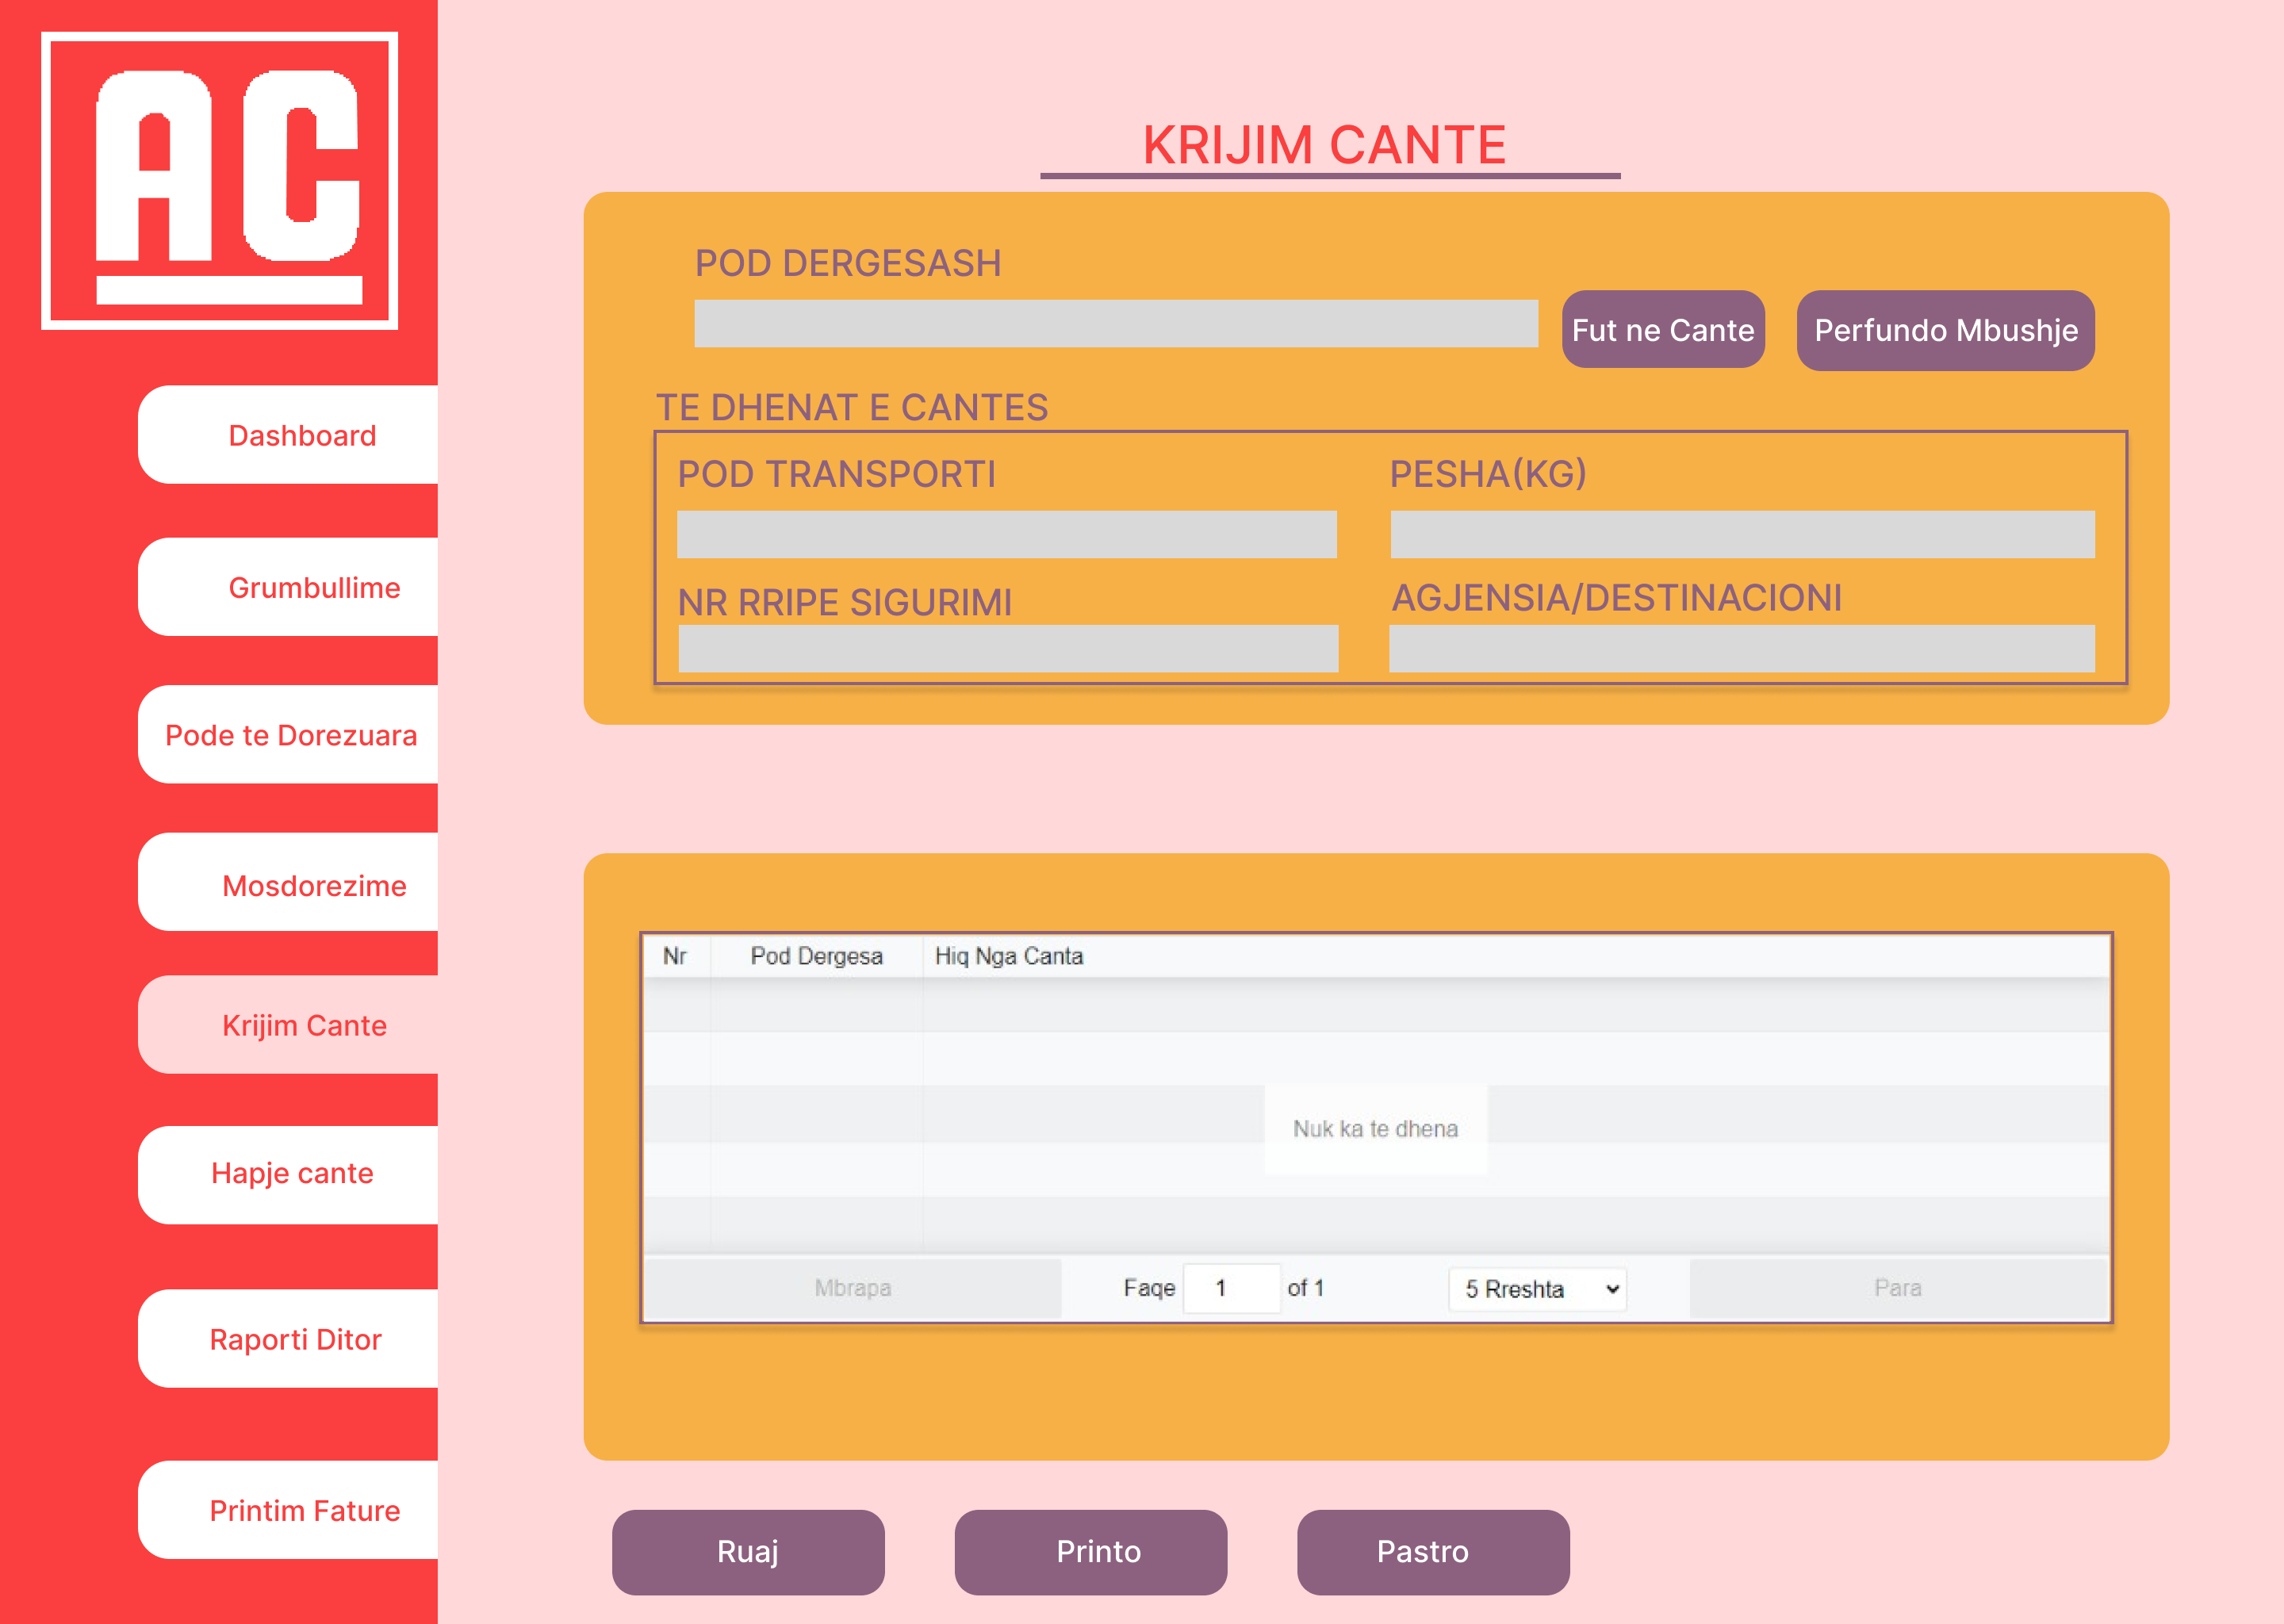 AC
Dashboard
Grumbullime
Pode te Dorezuara
Mosdorezime
Krijim Cante
Hapje cante
Raporti Ditor
Printim Fature
KRIJIM CANTE
POD DERGESASH
Fut ne Cante
Perfundo Mbushje
TE DHENAT E CANTES
POD TRANSPORTI
PESHA(KG)
NR RRIPE SIGURIMI
AGJENSIA/DESTINACIONI
Nr Pod Dergesa Hiq Nga Canta
Nuk ka te dhena
Mbrapa Faqe 1 of 1 5 Rreshta Para
Ruaj Printo Pastro